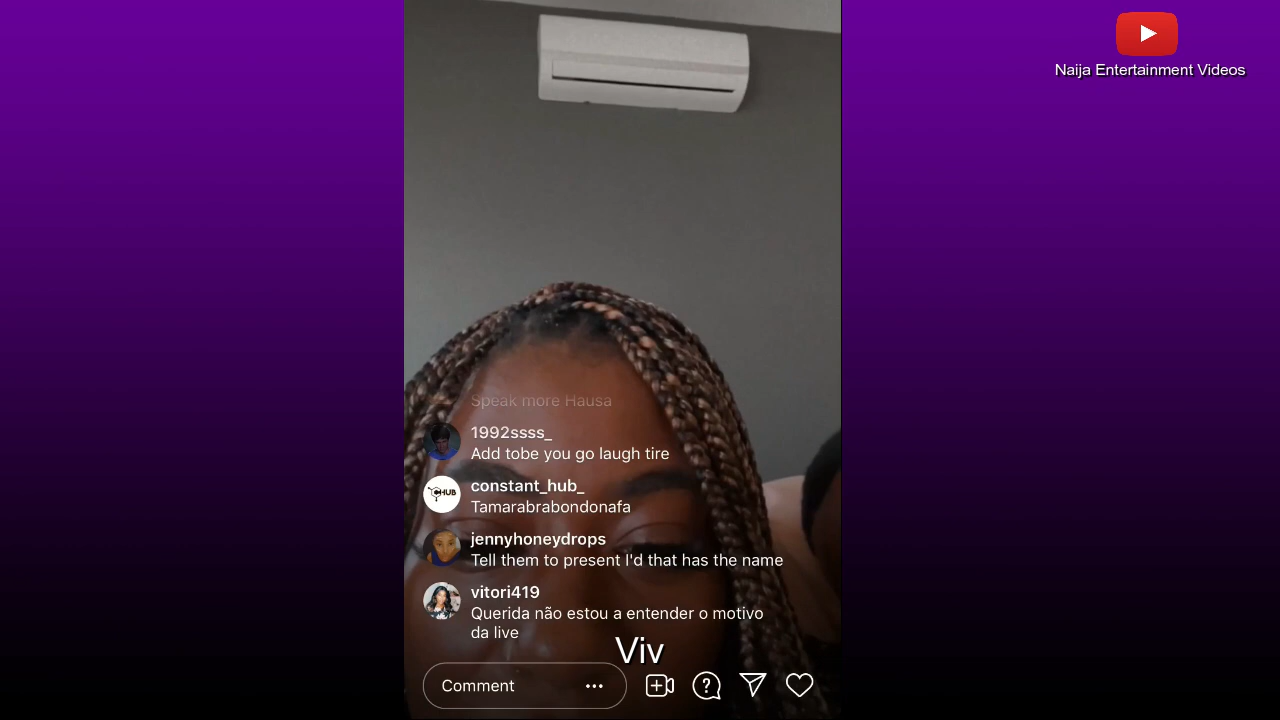 Naija Entertainment Videos
Speak more Hausa
1992ssss_
Add tobe you go laugh tire
CHUB
constant_hub_
Tamarabrabondonafa
jennyhoneydrops
Tell them to present I'd that has the name
vitori419
Querida não estou a entender o motivo
da live
Viv
Comment